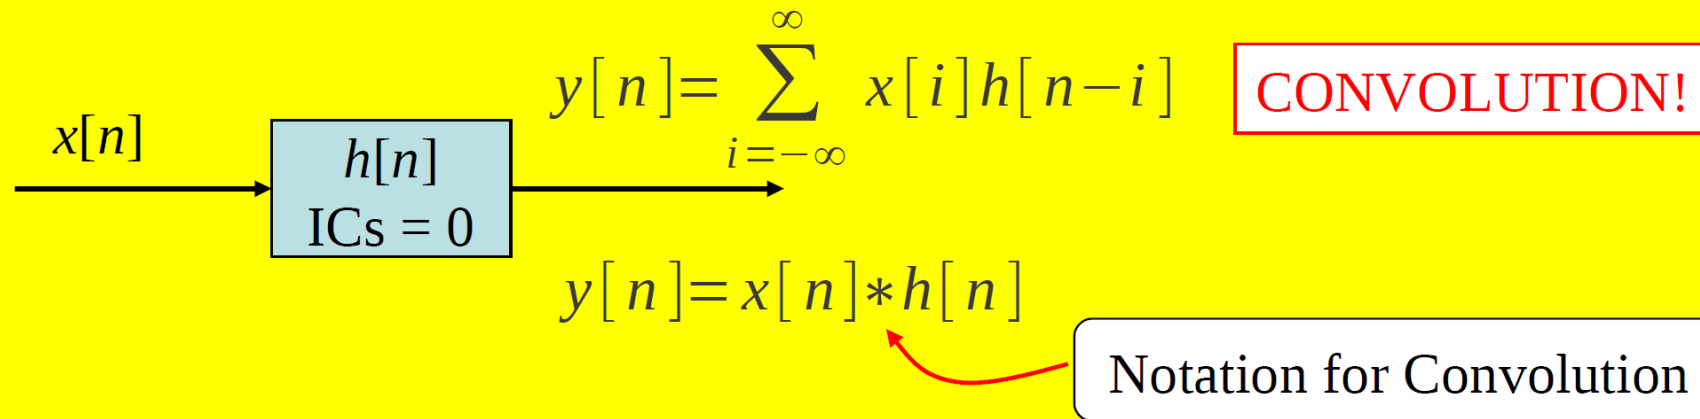 x[n]
h[n]
ICs = 0
y[n]=∑_{i=−∞}^{∞} x[i]h[n−i]
CONVOLUTION!
y[n]=x[n]*h[n]
Notation for Convolution